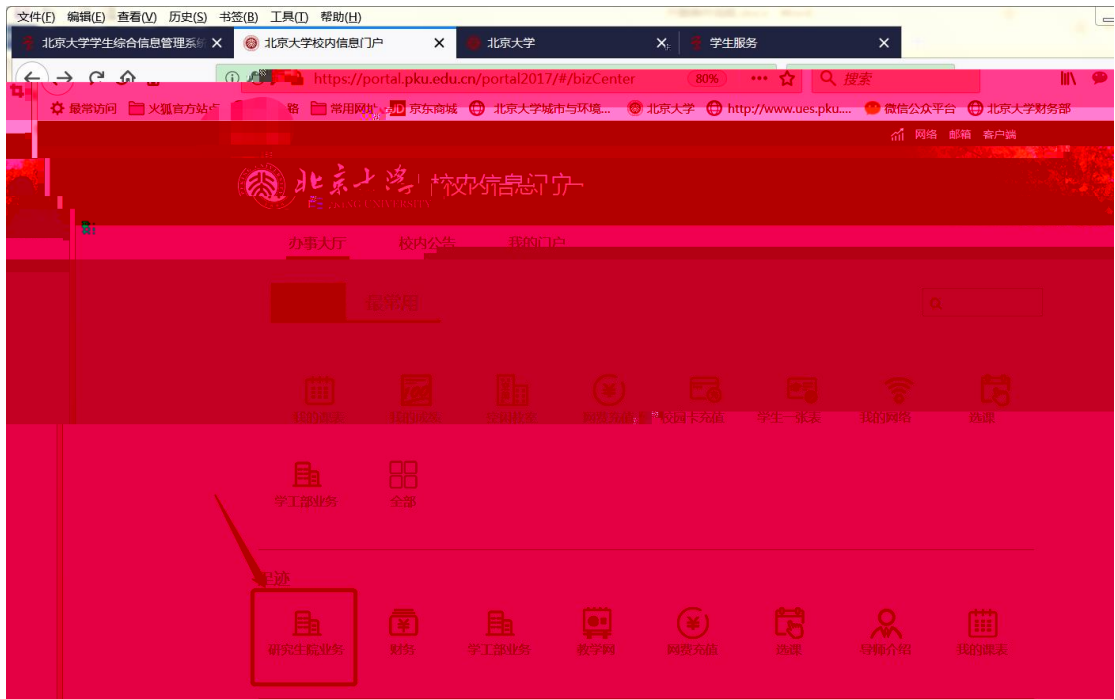 文件(F) 编辑(E) 查看(V) 历史(S) 书签(B) 工具(T) 帮助(H)
北京大学学生综合信息管理系统 北京大学校内信息门户 北京大学 学生服务
https://portal.pku.edu.cn/portal2017/#/bizCenter 80% 搜索
最常访问 火狐官方站点 常用网址 JD 京东商城 北京大学城市与环境... 北京大学 http://www.ues.pku.... 微信公众平台 北京大学财务部
网络 邮箱 客户端
北京大学 校内信息门户
办事大厅 校内公告 我的门户
最常用
我的课表 我的成绩 网费充值 校园卡充值 学生一张表 我的网络 选课
学工部业务 全部
足迹
研究生院业务 财务 学工部业务 教学网 网费充值 选课 导师介绍 我的课表